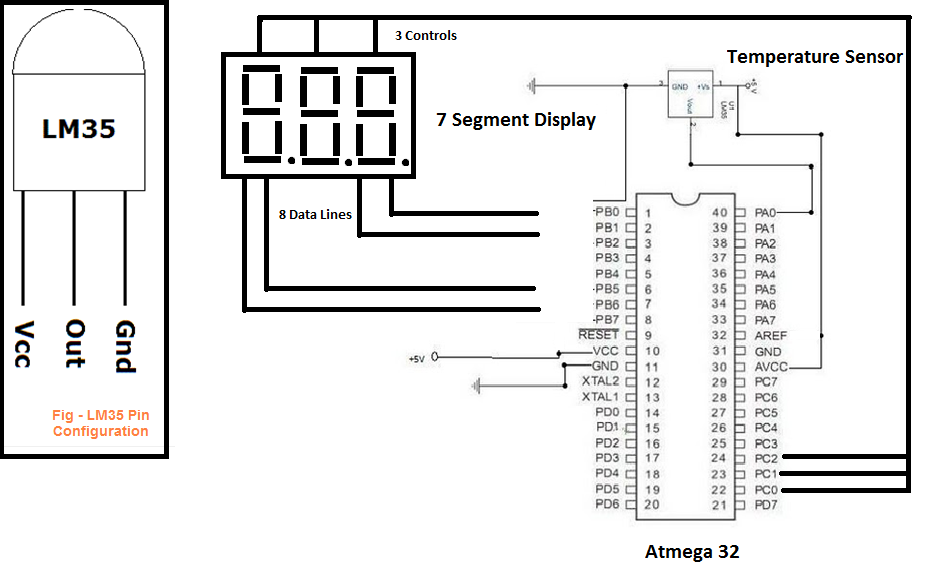 LM35
Vcc
Out
Gnd
Fig - LM35 Pin
Configuration
3 Controls
7 Segment Display
8 Data Lines
Temperature Sensor
3
GND
+Vs
1
+5 V
Vout
2
U1
LM35
PB0 1 40 PA0
PB1 2 39 PA1
PB2 3 38 PA2
PB3 4 37 PA3
PB4 5 36 PA4
PB5 6 35 PA5
PB6 7 34 PA6
PB7 8 33 PA7
RESET 9 32 AREF
+5V
VCC 10 31 GND
GND 11 30 AVCC
XTAL2 12 29 PC7
XTAL1 13 28 PC6
PD0 14 27 PC5
PD1 15 26 PC4
PD2 16 25 PC3
PD3 17 24 PC2
PD4 18 23 PC1
PD5 19 22 PC0
PD6 20 21 PD7
Atmega 32